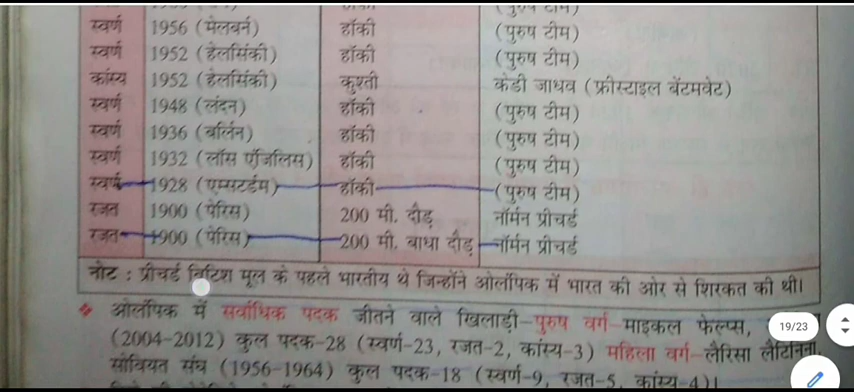 स्वर्ण 1956 (मेलबर्न) हॉकी (पुरुष टीम)
स्वर्ण 1952 (हेलसिंकी) हॉकी (पुरुष टीम)
कांस्य 1952 (हेलसिंकी) कुश्ती केडी जाधव (फ्रीस्टाइल बेंटमवेट)
स्वर्ण 1948 (लंदन) हॉकी (पुरुष टीम)
स्वर्ण 1936 (बर्लिन) हॉकी (पुरुष टीम)
स्वर्ण 1932 (लॉस एंजिलिस) हॉकी (पुरुष टीम)
स्वर्ण 1928 (एम्सटर्डम) हॉकी (पुरुष टीम)
रजत 1900 (पेरिस) 200 मी. दौड़ नॉर्मन प्रीचर्ड
रजत 1900 (पेरिस) 200 मी. बाधा दौड़ नॉर्मन प्रीचर्ड
नोट : प्रीचर्ड ब्रिटिश मूल के पहले भारतीय थे जिन्होंने ओलंपिक में भारत की ओर से शिरकत की थी।
❖ ओलंपिक में सर्वाधिक पदक जीतने वाले खिलाड़ी-पुरुष वर्ग-माइकल फेल्प्स,
19/23
(2004-2012) कुल पदक-28 (स्वर्ण-23, रजत-2, कांस्य-3) महिला वर्ग-लैरिसा लैटिनिना,
सोवियत संघ (1956-1964) कुल पदक-18 (स्वर्ण-9, रजत-5, कांस्य-4)।